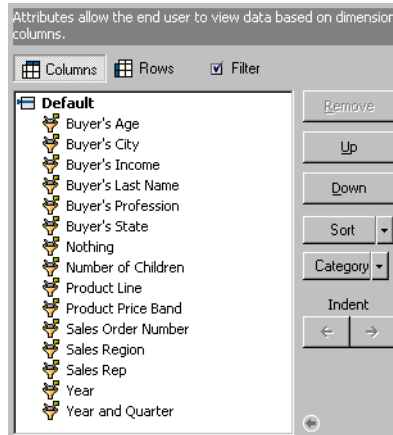 Attributes allow the end user to view data based on dimension
columns.
Columns Rows Filter
Default
Buyer's Age
Buyer's City
Buyer's Income
Buyer's Last Name
Buyer's Profession
Buyer's State
Nothing
Number of Children
Product Line
Product Price Band
Sales Order Number
Sales Region
Sales Rep
Year
Year and Quarter
Remove
Up
Down
Sort
Category
Indent